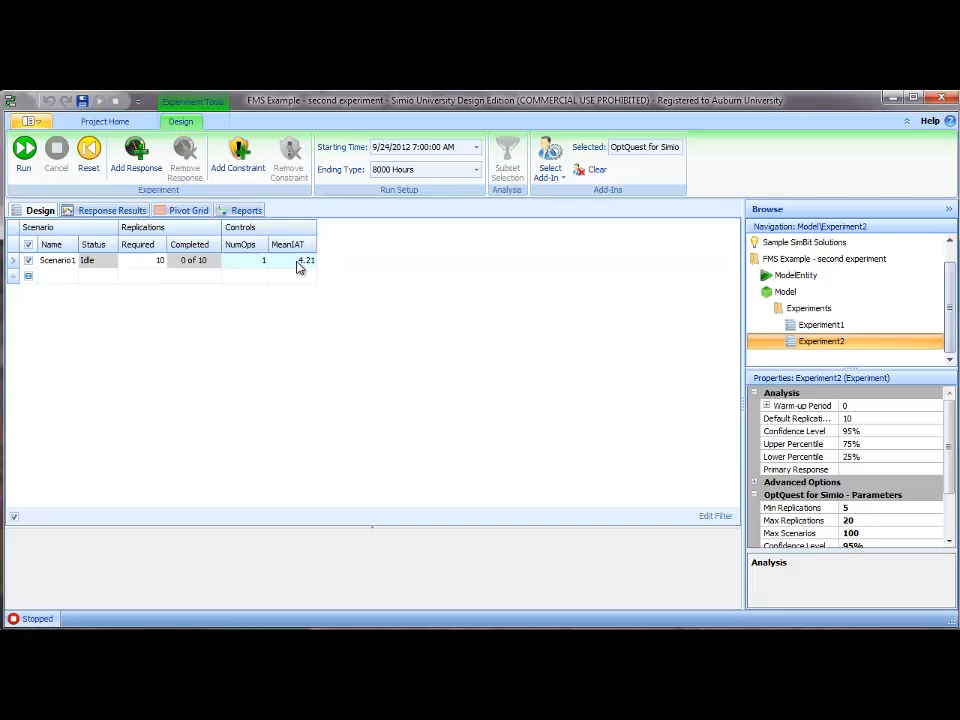 Experiment Tools
FMS Example - second experiment - Simio University Design Edition (COMMERCIAL USE PROHIBITED) - Registered to Auburn University
Project Home
Design
Help
Run
Cancel
Reset
Add Response
Remove Response
Add Constraint
Remove Constraint
Experiment
Starting Time: 9/24/2012 7:00:00 AM
Ending Type: 8000 Hours
Run Setup
Subset Selection
Analysis
Select Add-In
Selected: OptQuest for Simio
Clear
Add-Ins
Design
Response Results
Pivot Grid
Reports
Scenario Replications Controls
Name Status Required Completed NumOps MeanIAT
Scenario1 Idle 10 0 of 10 1 4.21
Edit Filter
Stopped
Browse
Navigation: Model\Experiment2
Sample SimBit Solutions
FMS Example - second experiment
ModelEntity
Model
Experiments
Experiment1
Experiment2
Properties: Experiment2 (Experiment)
Analysis
Warm-up Period 0
Default Replicati... 10
Confidence Level 95%
Upper Percentile 75%
Lower Percentile 25%
Primary Response
Advanced Options
OptQuest for Simio - Parameters
Min Replications 5
Max Replications 20
Max Scenarios 100
Confidence Level 95%
Analysis